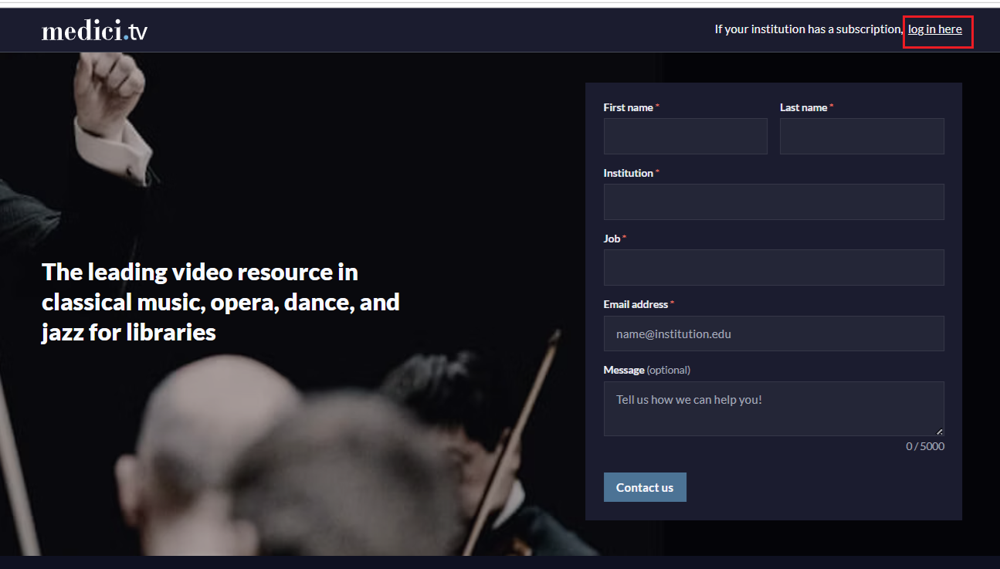 medici.tv
If your institution has a subscription, log in here
The leading video resource in
classical music, opera, dance, and
jazz for libraries
First name *
Last name *
Institution *
Job *
Email address *
name@institution.edu
Message (optional)
Tell us how we can help you!
0 / 5000
Contact us